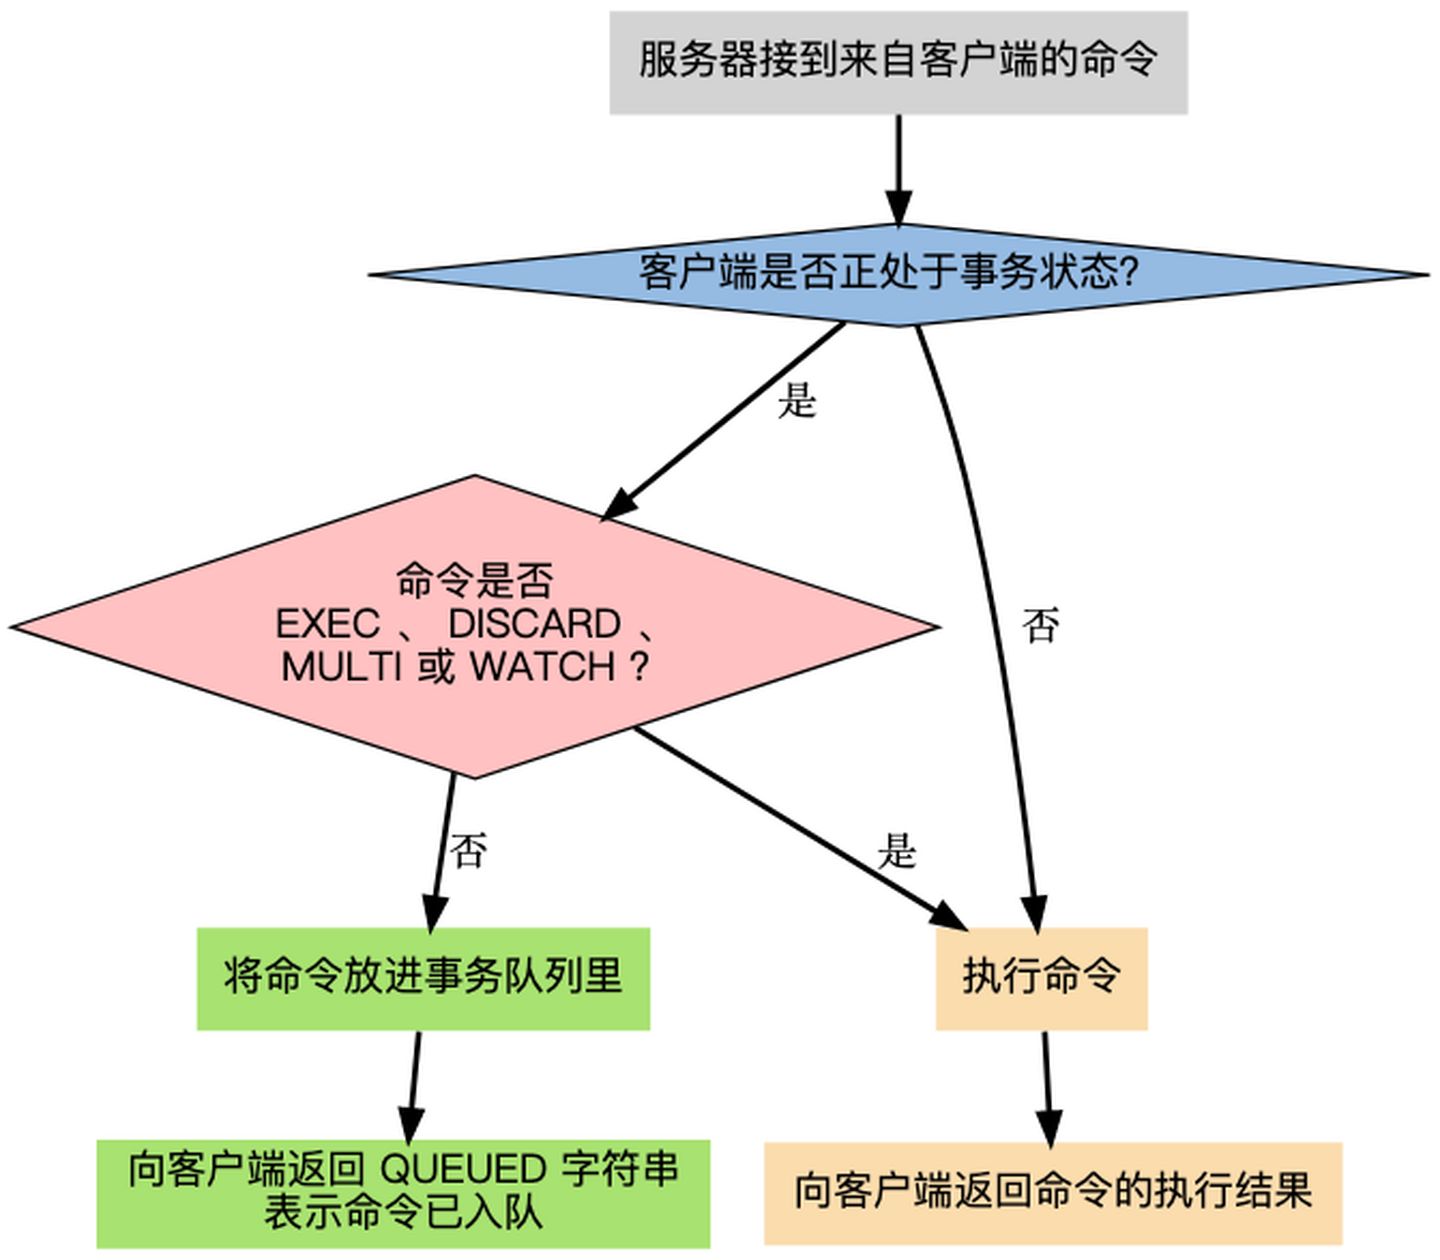 服务器接到来自客户端的命令
客户端是否正处于事务状态?
是
否
命令是否
EXEC 、 DISCARD 、
MULTI 或 WATCH ?
否
是
将命令放进事务队列里
执行命令
向客户端返回 QUEUED 字符串
表示命令已入队
向客户端返回命令的执行结果